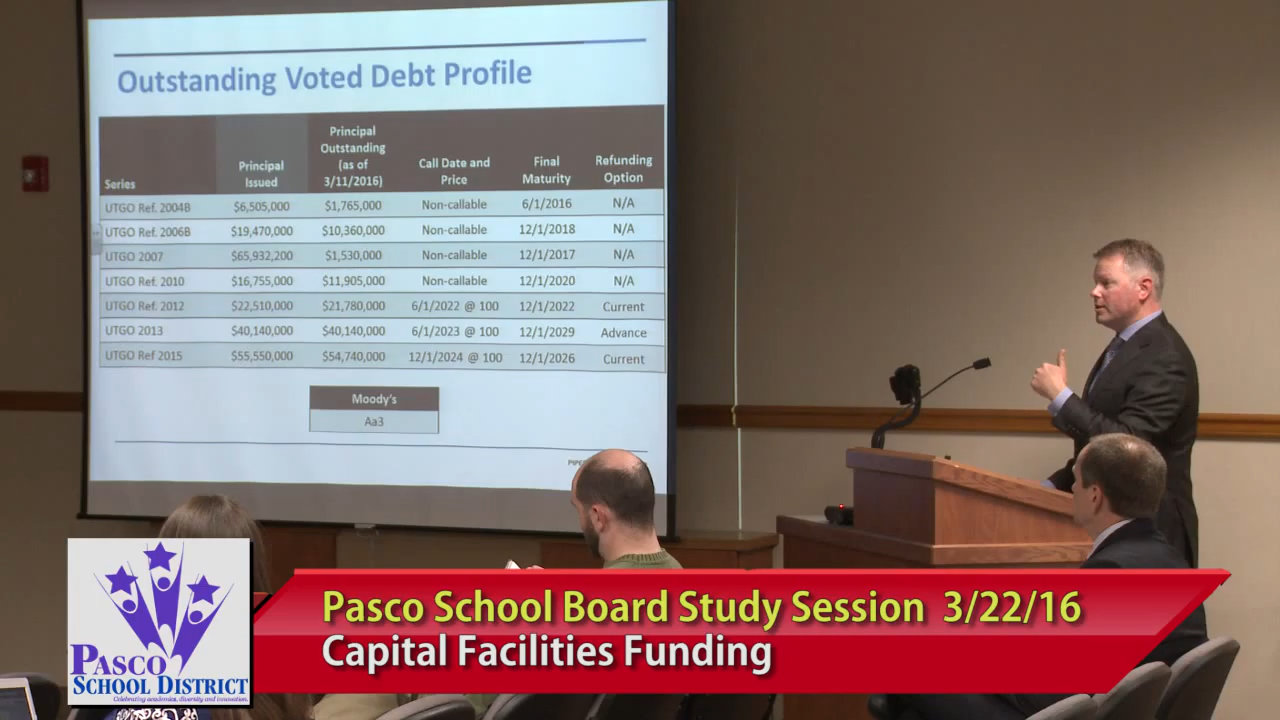 Outstanding Voted Debt Profile
Series Principal Issued Principal Outstanding (as of 3/11/2016) Call Date and Price Final Maturity Refunding Option
UTGO Ref. 2004B $6,505,000 $1,765,000 Non-callable 6/1/2016 N/A
UTGO Ref. 2006B $19,470,000 $10,360,000 Non-callable 12/1/2018 N/A
UTGO 2007 $65,932,200 $1,530,000 Non-callable 12/1/2017 N/A
UTGO Ref. 2010 $16,755,000 $11,905,000 Non-callable 12/1/2020 N/A
UTGO Ref. 2012 $22,510,000 $21,780,000 6/1/2022 @ 100 12/1/2022 Current
UTGO 2013 $40,140,000 $40,140,000 6/1/2023 @ 100 12/1/2029 Advance
UTGO Ref 2015 $55,550,000 $54,740,000 12/1/2024 @ 100 12/1/2026 Current
Moody's
Aa3
Pasco School Board Study Session 3/22/16
Capital Facilities Funding
PASCO
SCHOOL DISTRICT
Celebrating academics, diversity and innovation.